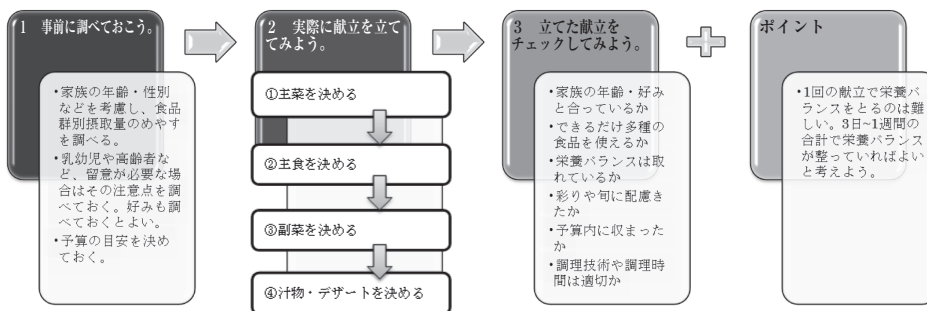 1　事前に調べておこう。
・家族の年齢・性別
などを考慮し、食品
群別摂取量のめやす
を調べる。
・乳幼児や高齢者な
ど、留意が必要な場
合はその注意点を調
べておく。好みも調
べておくとよい。
・予算の目安を決め
ておく。
2　実際に献立を立て
てみよう。
①主菜を決める
②主食を決める
③副菜を決める
④汁物・デザートを決める
3　立てた献立を
チェックしてみよう。
・家族の年齢・好み
と合っているか
・できるだけ多種の
食品を使えるか
・栄養バランスは取
れているか
・彩りや旬に配慮き
たか
・予算内に収まった
か
・調理技術や調理時
間は適切か
ポイント
・1回の献立で栄養バ
ランスをとるのは難
しい。3日~1週間の
合計で栄養バランス
が整っていればよい
と考えよう。